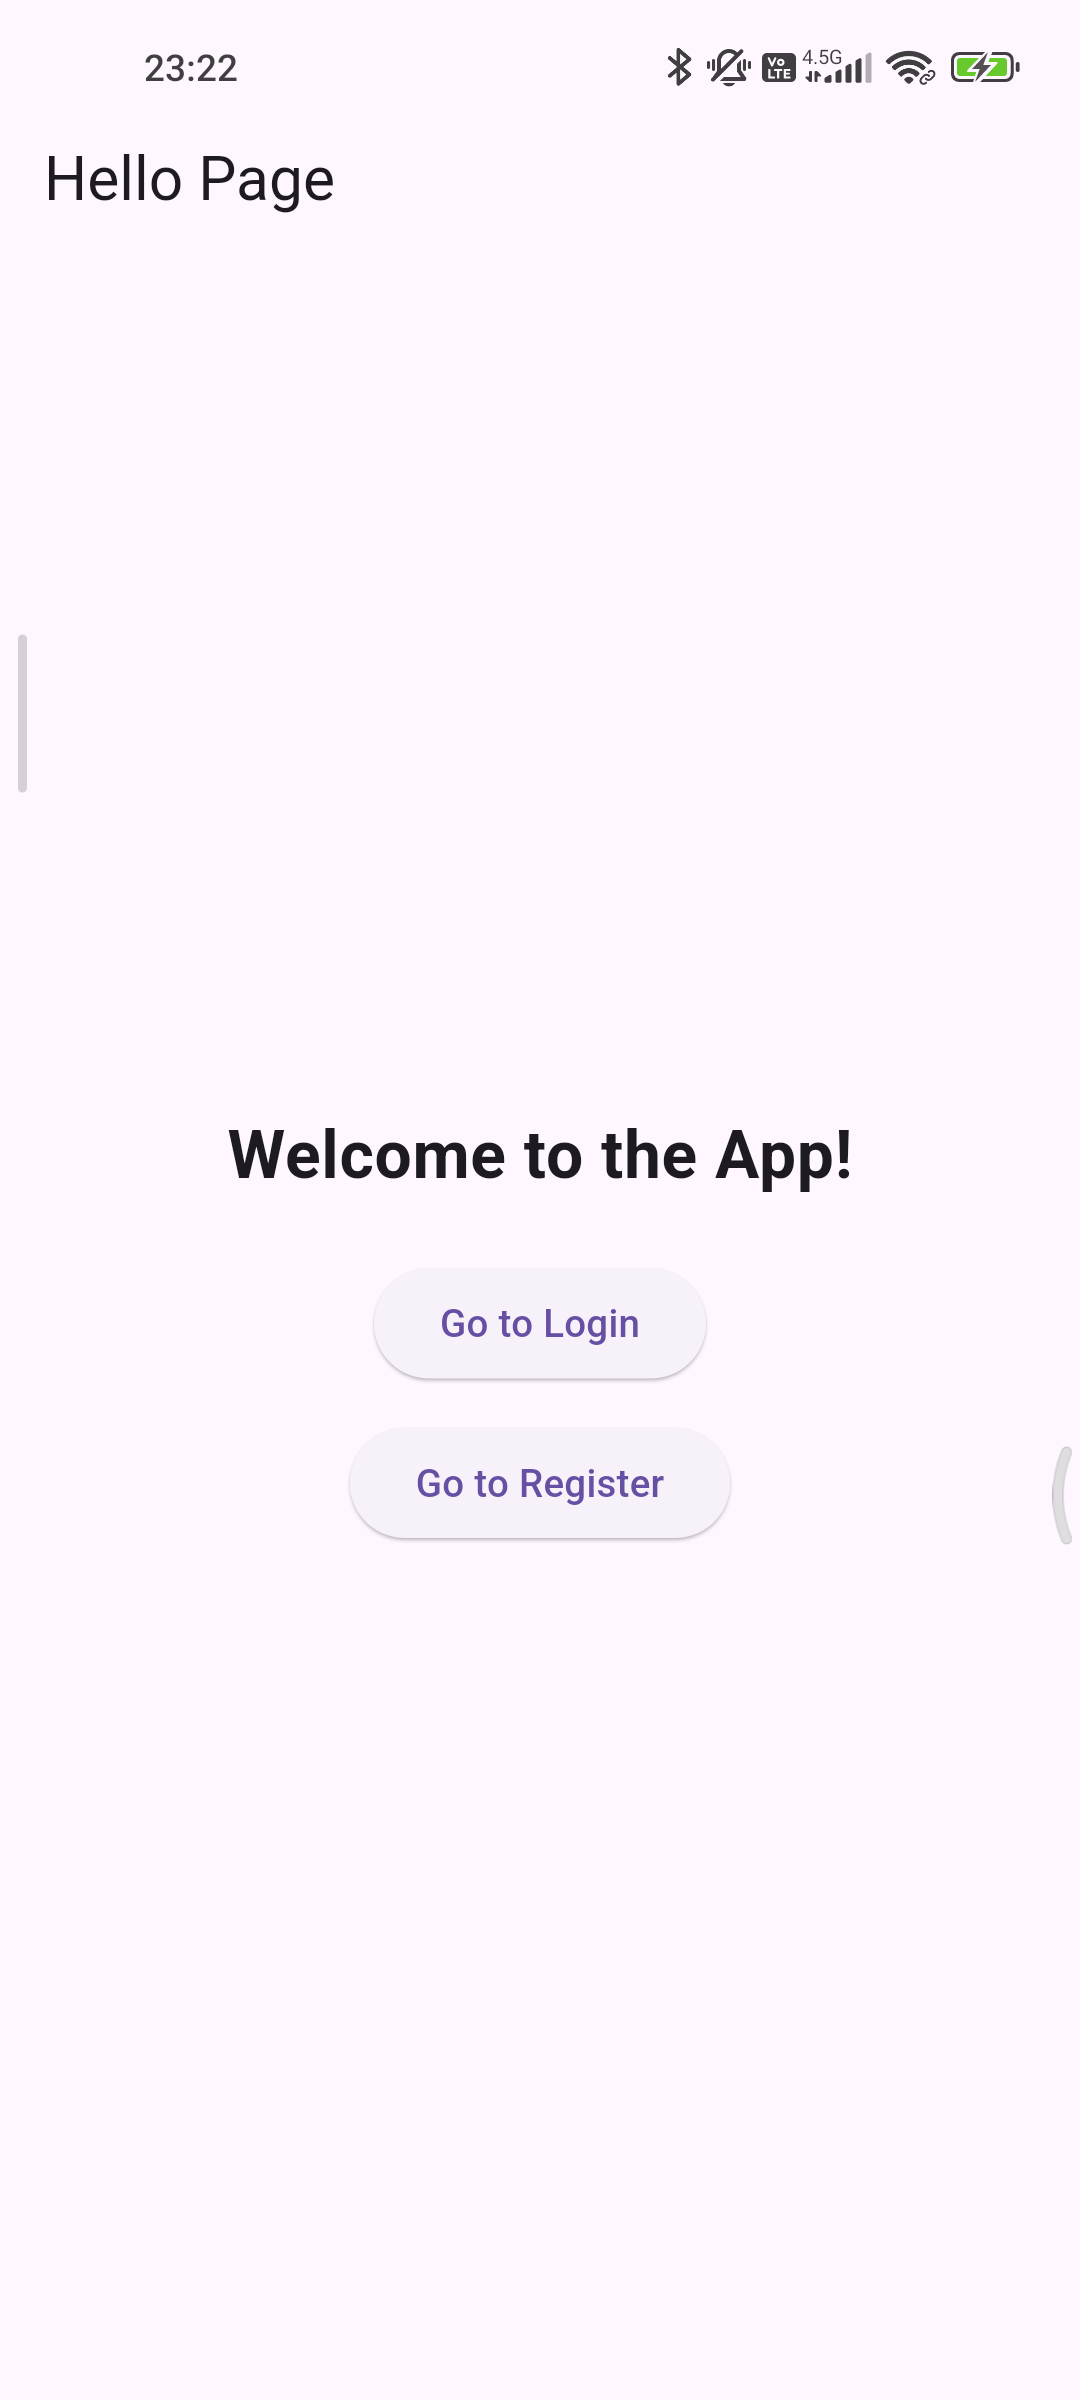 23:22
Vo LTE 4.5G
Hello Page
Welcome to the App!
Go to Login
Go to Register